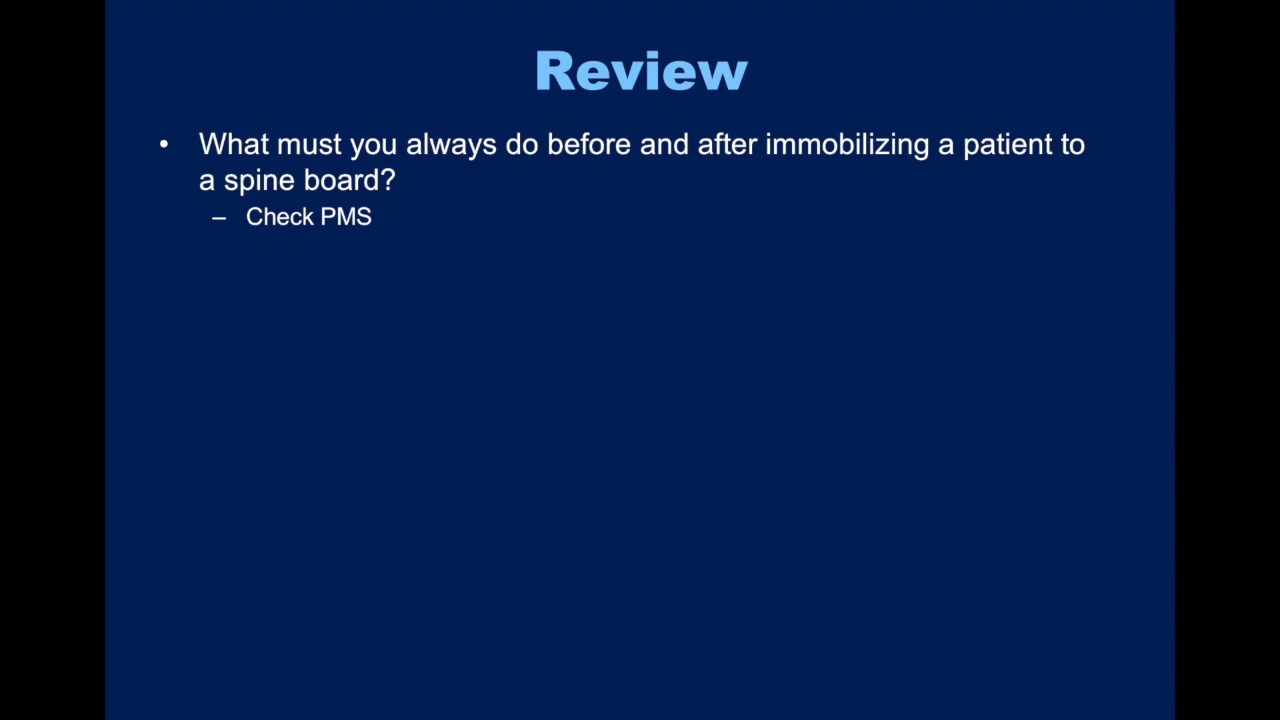 Review
• What must you always do before and after immobilizing a patient to
a spine board?
– Check PMS